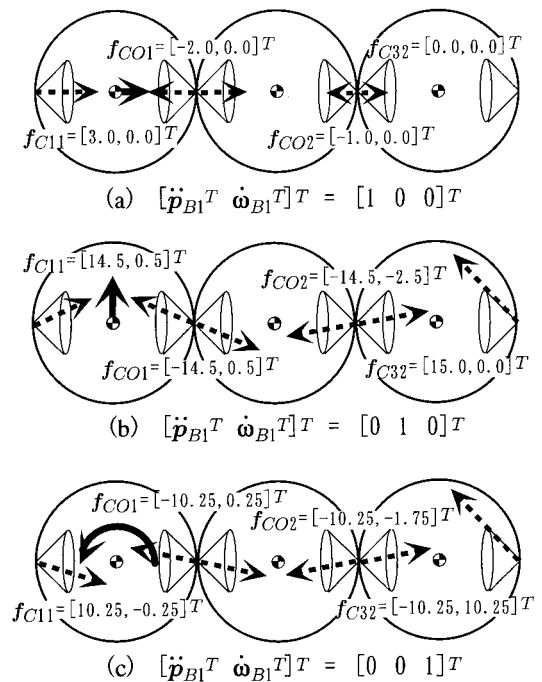 f_CO1=[-2.0,0.0]^T
f_C32=[0.0,0.0]^T
f_C11=[3.0,0.0]^T
f_CO2=[-1.0,0.0]^T
(a) [p̈_B1^T ω̇_B1^T]^T = [1 0 0]^T
f_C11=[14.5,0.5]^T
f_CO2=[-14.5,-2.5]^T
f_CO1=[-14.5,0.5]^T
f_C32=[15.0,0.0]^T
(b) [p̈_B1^T ω̇_B1^T]^T = [0 1 0]^T
f_CO1=[-10.25,0.25]^T
f_CO2=[-10.25,-1.75]^T
f_C11=[10.25,-0.25]^T
f_C32=[-10.25,10.25]^T
(c) [p̈_B1^T ω̇_B1^T]^T = [0 0 1]^T